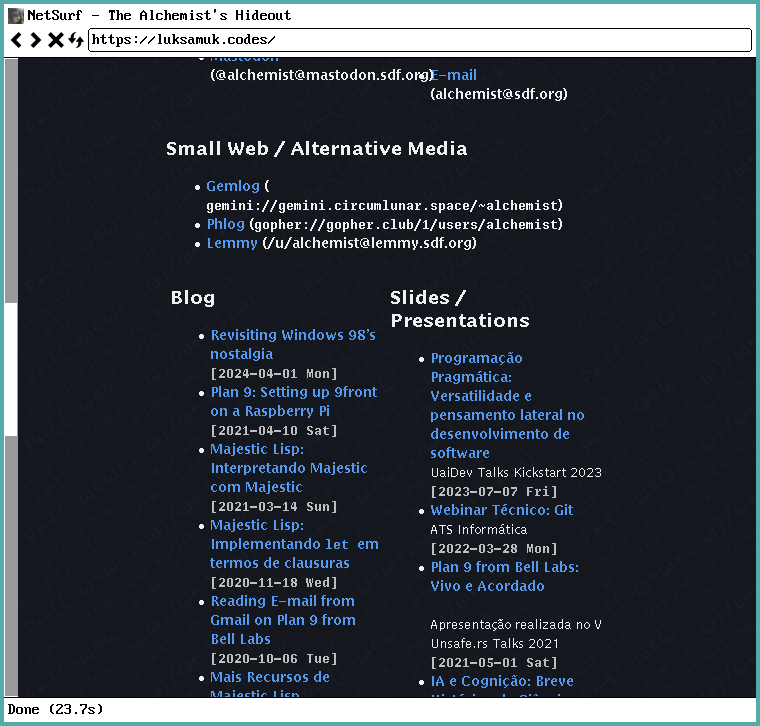 NetSurf - The Alchemist's Hideout
https://luksamuk.codes/
Mastodon
(@alchemist@mastodon.sdf.org)
E-mail
(alchemist@sdf.org)
Small Web / Alternative Media
Gemlog (
gemini://gemini.circumlunar.space/~alchemist)
Phlog (gopher://gopher.club/1/users/alchemist)
Lemmy (/u/alchemist@lemmy.sdf.org)
Blog
Revisiting Windows 98's
nostalgia
[2024-04-01 Mon]
Plan 9: Setting up 9front
on a Raspberry Pi
[2021-04-10 Sat]
Majestic Lisp:
Interpretando Majestic
com Majestic
[2021-03-14 Sun]
Majestic Lisp:
Implementando let em
termos de clausuras
[2020-11-18 Wed]
Reading E-mail from
Gmail on Plan 9 from
Bell Labs
[2020-10-06 Tue]
Mais Recursos de
Majestic Lisp
Slides /
Presentations
Programação
Pragmática:
Versatilidade e
pensamento lateral no
desenvolvimento de
software
UaiDev Talks Kickstart 2023
[2023-07-07 Fri]
Webinar Técnico: Git
ATS Informática
[2022-03-28 Mon]
Plan 9 from Bell Labs:
Vivo e Acordado
Apresentação realizada no V
Unsafe.rs Talks 2021
[2021-05-01 Sat]
IA e Cognição: Breve
Done (23.7s)